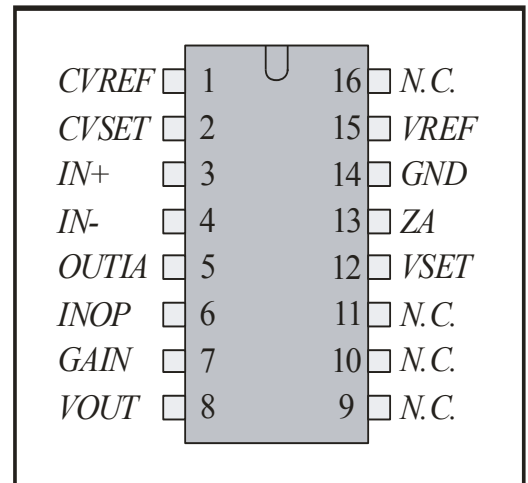 CVREF 1 16 N.C.
CVSET 2 15 VREF
IN+ 3 14 GND
IN- 4 13 ZA
OUTIA 5 12 VSET
INOP 6 11 N.C.
GAIN 7 10 N.C.
VOUT 8 9 N.C.